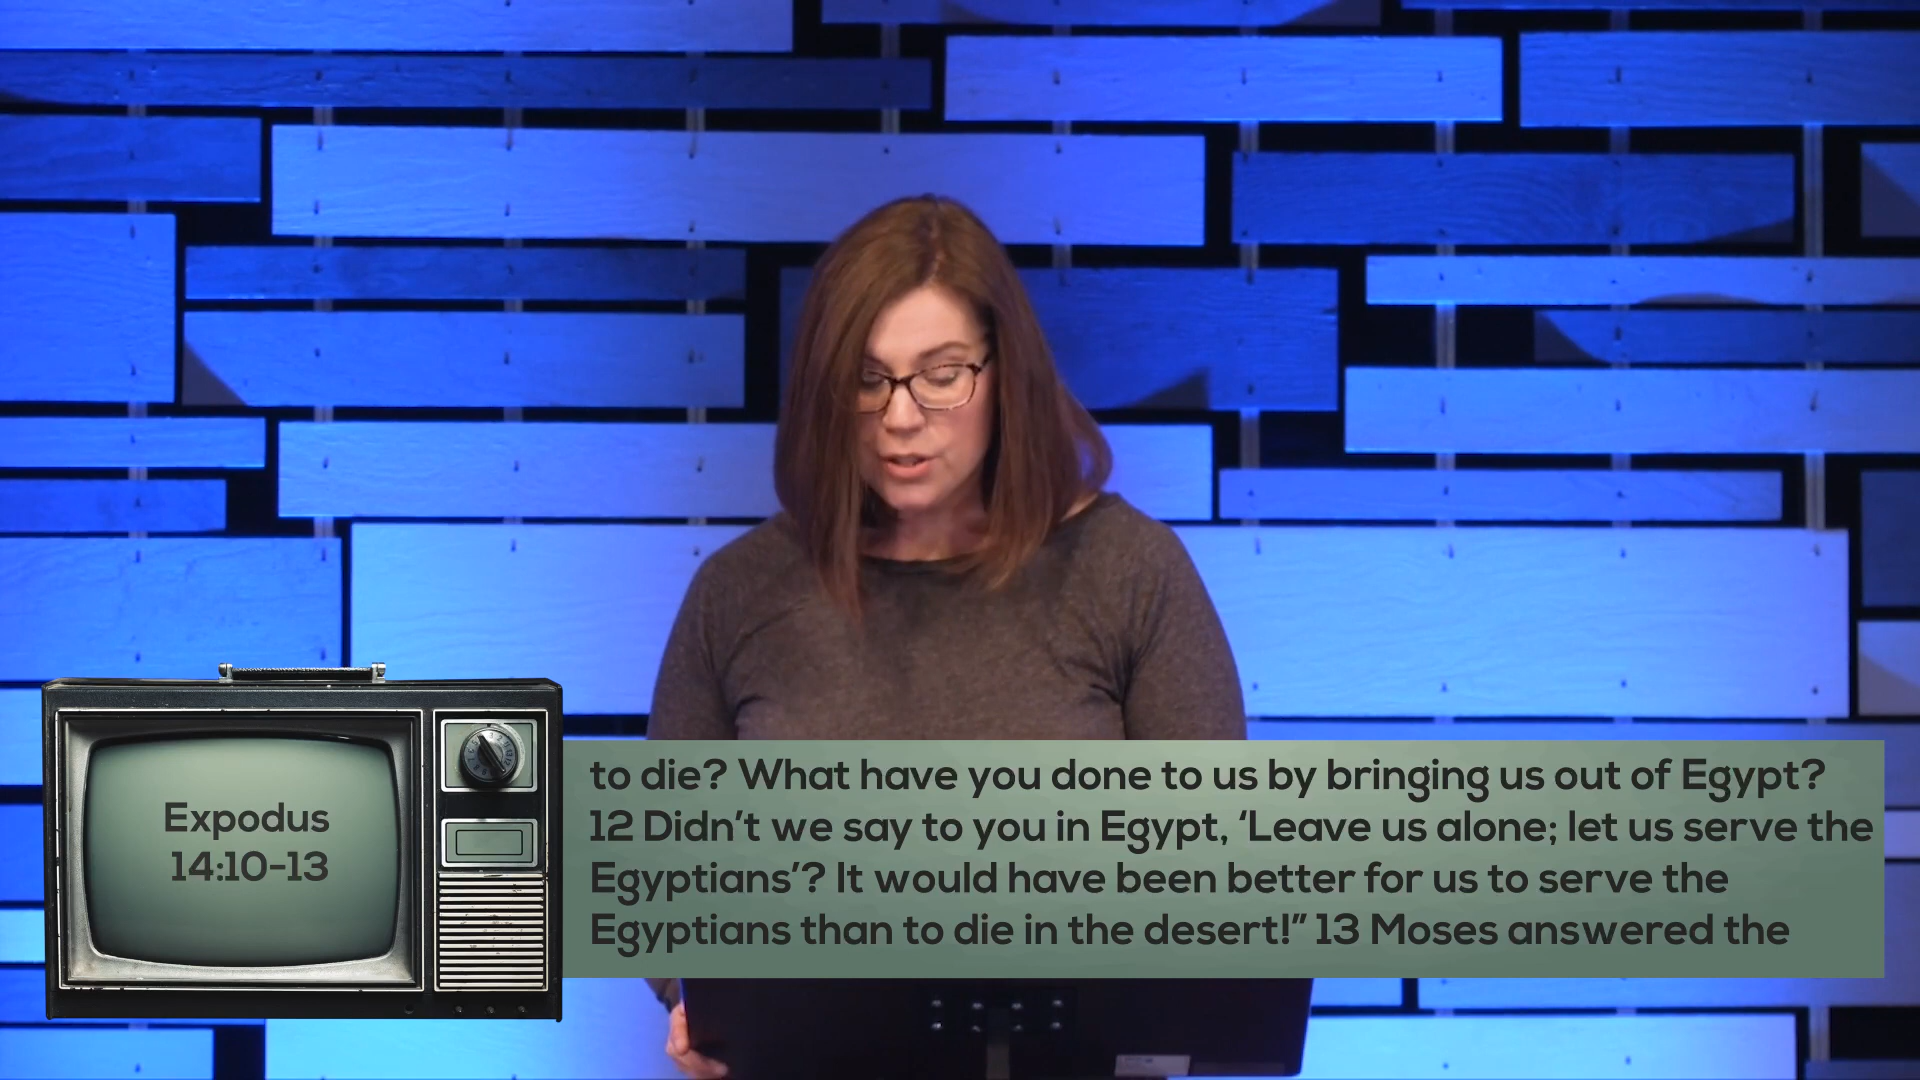 Expodus
14:10-13
to die? What have you done to us by bringing us out of Egypt?
12 Didn’t we say to you in Egypt, ‘Leave us alone; let us serve the
Egyptians’? It would have been better for us to serve the
Egyptians than to die in the desert!” 13 Moses answered the